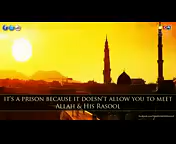 IT'S A PRISON BECAUSE IT DOESN'T ALLOW YOU TO MEET
ALLAH & HIS RASOOL